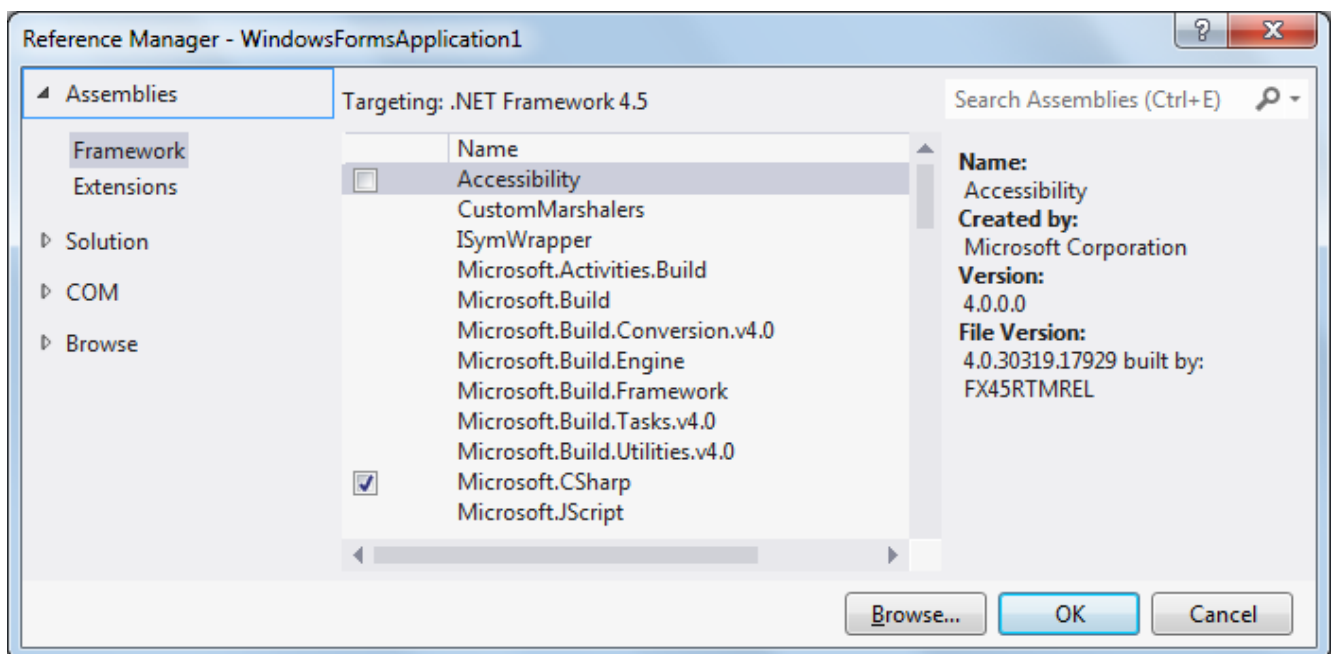 Reference Manager - WindowsFormsApplication1
Assemblies
Framework
Extensions
Solution
COM
Browse
Targeting: .NET Framework 4.5
Name
Accessibility
CustomMarshalers
ISymWrapper
Microsoft.Activities.Build
Microsoft.Build
Microsoft.Build.Conversion.v4.0
Microsoft.Build.Engine
Microsoft.Build.Framework
Microsoft.Build.Tasks.v4.0
Microsoft.Build.Utilities.v4.0
Microsoft.CSharp
Microsoft.JScript
Search Assemblies (Ctrl+E)
Name:
Accessibility
Created by:
Microsoft Corporation
Version:
4.0.0.0
File Version:
4.0.30319.17929 built by:
FX45RTMREL
Browse...
OK
Cancel